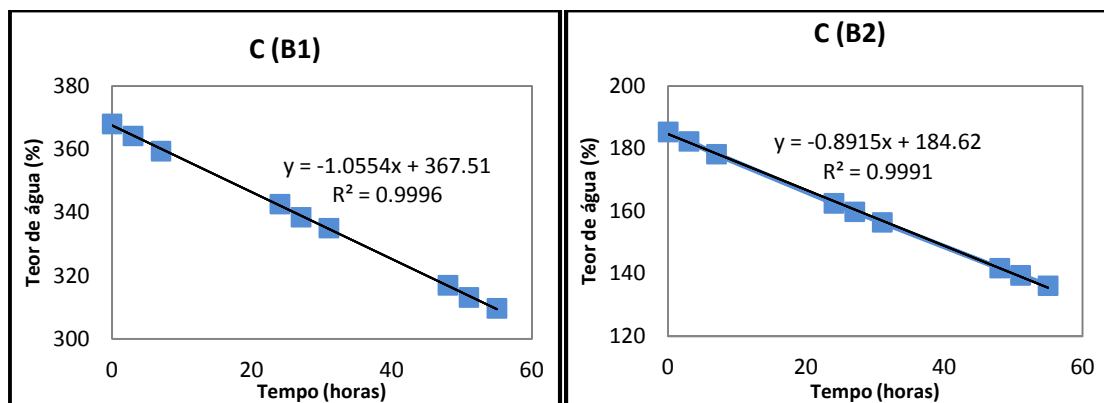 C (B1)
380
360
340
320
300
Teor de água (%)
y = -1.0554x + 367.51
R² = 0.9996
0
20
40
60
Tempo (horas)
C (B2)
200
180
160
140
120
Teor de água (%)
y = -0.8915x + 184.62
R² = 0.9991
0
20
40
60
Tempo (horas)